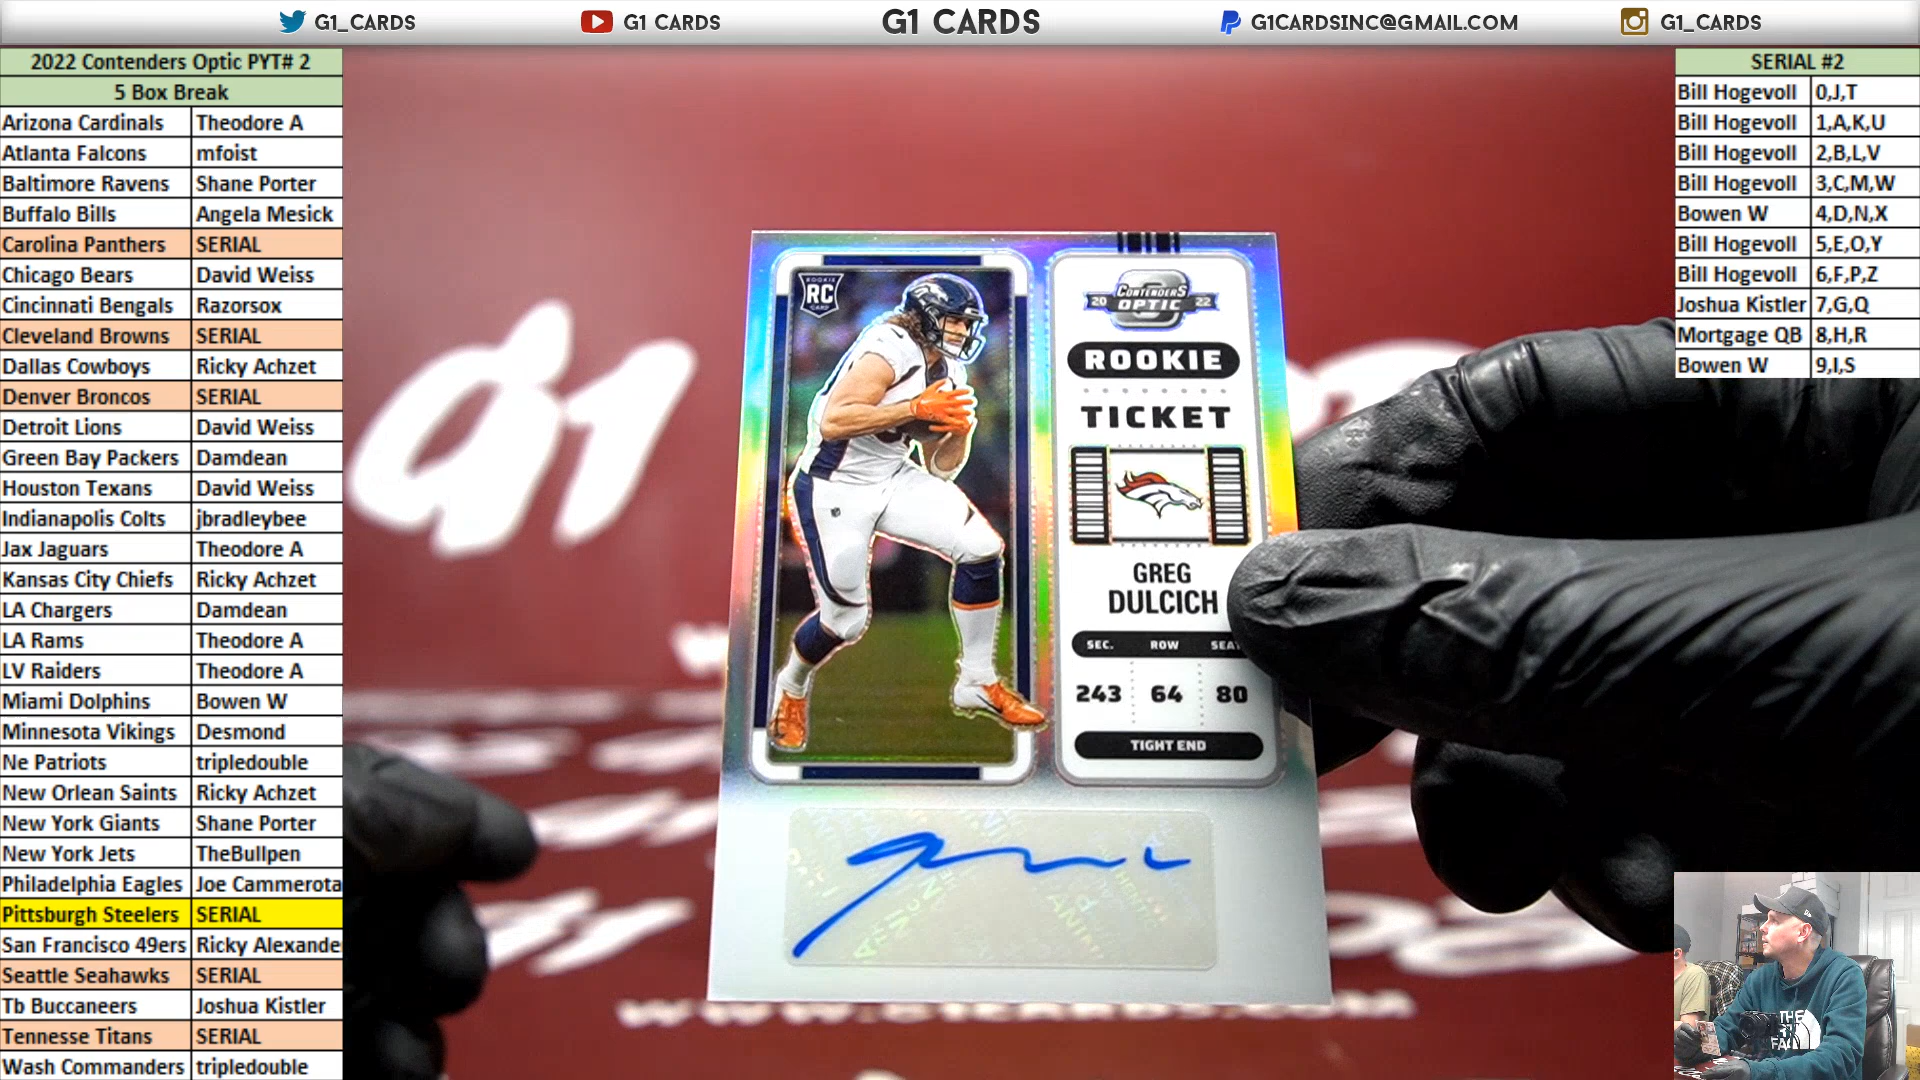 G1_CARDS
G1 CARDS
G1 CARDS
G1CARDSINC@GMAIL.COM
G1_CARDS
2022 Contenders Optic PYT# 2
5 Box Break
Arizona Cardinals Theodore A
Atlanta Falcons mfoist
Baltimore Ravens Shane Porter
Buffalo Bills Angela Mesick
Carolina Panthers SERIAL
Chicago Bears David Weiss
Cincinnati Bengals Razorsox
Cleveland Browns SERIAL
Dallas Cowboys Ricky Achzet
Denver Broncos SERIAL
Detroit Lions David Weiss
Green Bay Packers Damdean
Houston Texans David Weiss
Indianapolis Colts jbradleybee
Jax Jaguars Theodore A
Kansas City Chiefs Ricky Achzet
LA Chargers Damdean
LA Rams Theodore A
LV Raiders Theodore A
Miami Dolphins Bowen W
Minnesota Vikings Desmond
Ne Patriots tripledouble
New Orlean Saints Ricky Achzet
New York Giants Shane Porter
New York Jets TheBullpen
Philadelphia Eagles Joe Cammerota
Pittsburgh Steelers SERIAL
San Francisco 49ers Ricky Alexande
Seattle Seahawks SERIAL
Tb Buccaneers Joshua Kistler
Tennesse Titans SERIAL
Wash Commanders tripledouble
G1
ROOKIE
RC
CARD
20 CONTENDERS 22
OPTIC
ROOKIE
TICKET
GREG
DULCICH
SEC. ROW SEAT
243 64 80
TIGHT END
SERIAL #2
Bill Hogevoll 0,J,T
Bill Hogevoll 1,A,K,U
Bill Hogevoll 2,B,L,V
Bill Hogevoll 3,C,M,W
Bowen W 4,D,N,X
Bill Hogevoll 5,E,O,Y
Bill Hogevoll 6,F,P,Z
Joshua Kistler 7,G,Q
Mortgage QB 8,H,R
Bowen W 9,I,S
THE